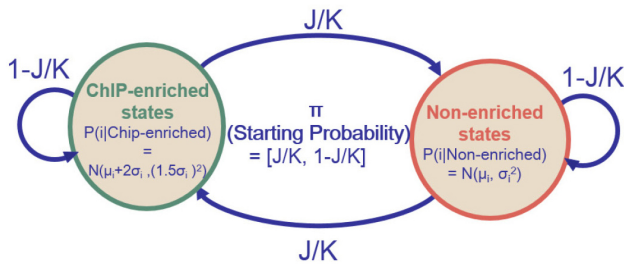 J/K
1-J/K
ChIP-enriched
states
P(i|Chip-enriched)
=
N(μᵢ+2σᵢ ,(1.5σᵢ )²)
π
(Starting Probability)
= [J/K, 1-J/K]
1-J/K
Non-enriched
states
P(i|Non-enriched)
= N(μᵢ, σᵢ²)
J/K